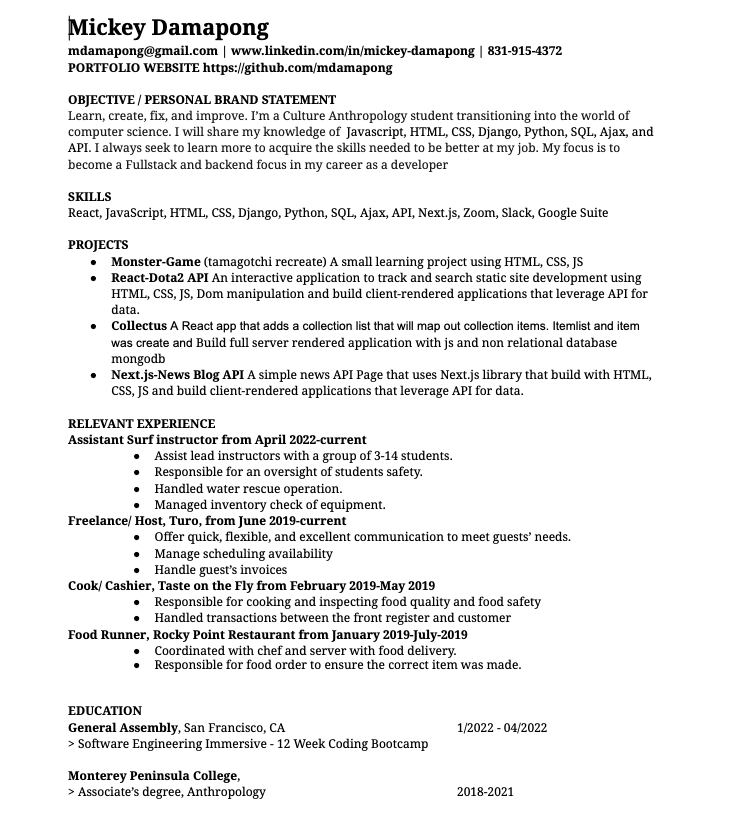 Mickey Damapong
mdamapong@gmail.com | www.linkedin.com/in/mickey-damapong | 831-915-4372
PORTFOLIO WEBSITE https://github.com/mdamapong
OBJECTIVE / PERSONAL BRAND STATEMENT
Learn, create, fix, and improve. I'm a Culture Anthropology student transitioning into the world of
computer science. I will share my knowledge of  Javascript, HTML, CSS, Django, Python, SQL, Ajax, and
API. I always seek to learn more to acquire the skills needed to be better at my job. My focus is to
become a Fullstack and backend focus in my career as a developer
SKILLS
React, JavaScript, HTML, CSS, Django, Python, SQL, Ajax, API, Next.js, Zoom, Slack, Google Suite
PROJECTS
● Monster-Game (tamagotchi recreate) A small learning project using HTML, CSS, JS
● React-Dota2 API An interactive application to track and search static site development using
HTML, CSS, JS, Dom manipulation and build client-rendered applications that leverage API for
data.
● Collectus A React app that adds a collection list that will map out collection items. Itemlist and item
was create and Build full server rendered application with js and non relational database
mongodb
● Next.js-News Blog API A simple news API Page that uses Next.js library that build with HTML,
CSS, JS and build client-rendered applications that leverage API for data.
RELEVANT EXPERIENCE
Assistant Surf instructor from April 2022-current
● Assist lead instructors with a group of 3-14 students.
● Responsible for an oversight of students safety.
● Handled water rescue operation.
● Managed inventory check of equipment.
Freelance/ Host, Turo, from June 2019-current
● Offer quick, flexible, and excellent communication to meet guests' needs.
● Manage scheduling availability
● Handle guest's invoices
Cook/ Cashier, Taste on the Fly from February 2019-May 2019
● Responsible for cooking and inspecting food quality and food safety
● Handled transactions between the front register and customer
Food Runner, Rocky Point Restaurant from January 2019-July-2019
● Coordinated with chef and server with food delivery.
● Responsible for food order to ensure the correct item was made.
EDUCATION
General Assembly, San Francisco, CA 1/2022 - 04/2022
> Software Engineering Immersive - 12 Week Coding Bootcamp
Monterey Peninsula College,
> Associate's degree, Anthropology 2018-2021